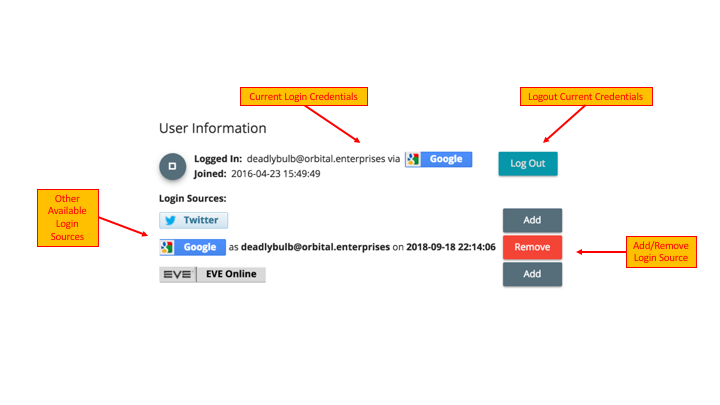 Current Login Credentials
Logout Current Credentials
User Information
Logged In: deadlybulb@orbital.enterprises via Google
Log Out
Joined: 2016-04-23 15:49:49
Other
Available
Login
Sources
Login Sources:
Twitter
Add
Google as deadlybulb@orbital.enterprises on 2018-09-18 22:14:06
Remove
Add/Remove
Login Source
EVE EVE Online
Add